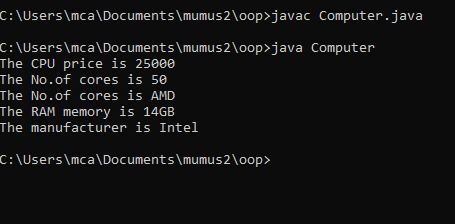 C:\Users\mca\Documents\mumus2\oop>javac Computer.java
C:\Users\mca\Documents\mumus2\oop>java Computer
The CPU price is 25000
The No.of cores is 50
The No.of cores is AMD
The RAM memory is 14GB
The manufacturer is Intel
C:\Users\mca\Documents\mumus2\oop>